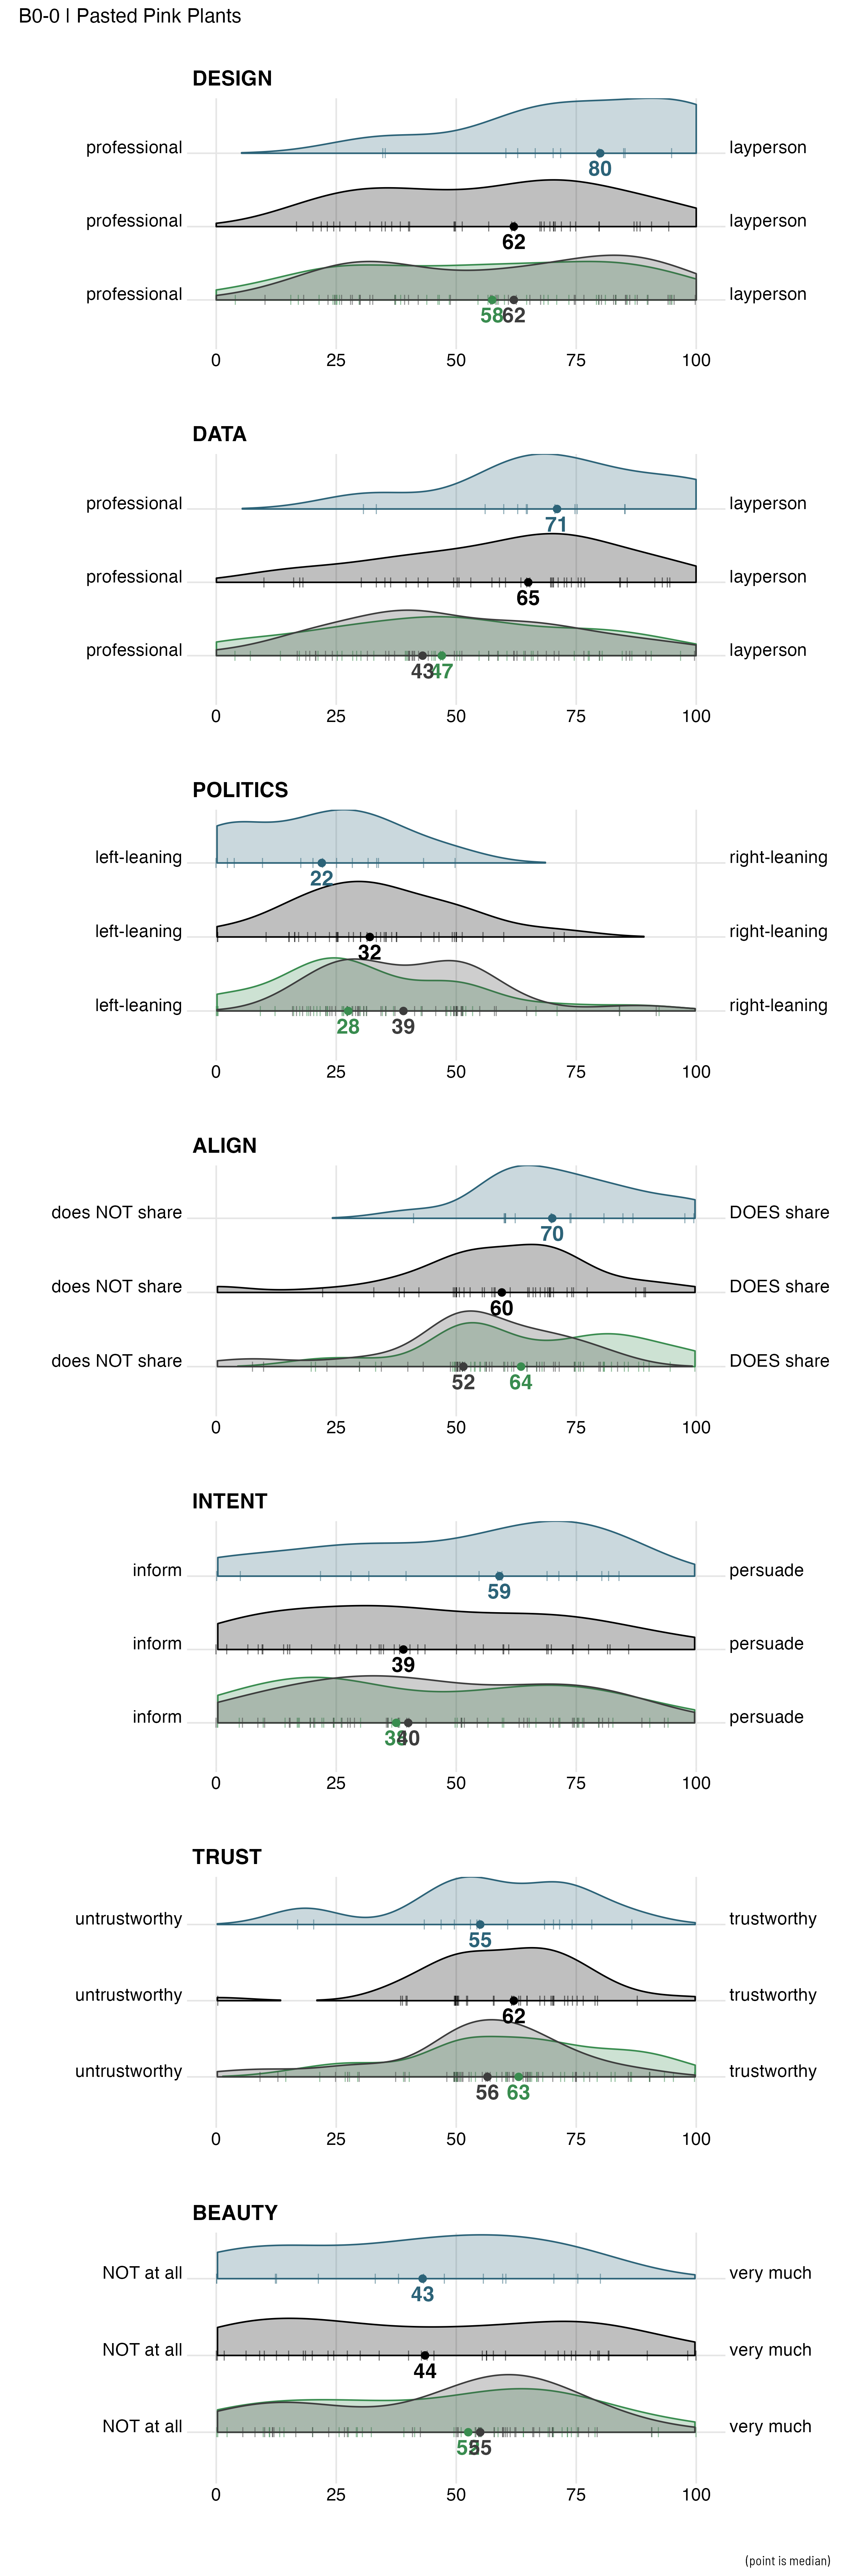 B0-0 | Pasted Pink Plants
DESIGN
professional layperson
80
professional layperson
62
professional layperson
58 62
0 25 50 75 100
DATA
professional layperson
71
professional layperson
65
professional layperson
43 47
0 25 50 75 100
POLITICS
left-leaning right-leaning
22
left-leaning right-leaning
32
left-leaning right-leaning
28 39
0 25 50 75 100
ALIGN
does NOT share DOES share
70
does NOT share DOES share
60
does NOT share DOES share
52 64
0 25 50 75 100
INTENT
inform persuade
59
inform persuade
39
inform persuade
38 40
0 25 50 75 100
TRUST
untrustworthy trustworthy
55
untrustworthy trustworthy
62
untrustworthy trustworthy
56 63
0 25 50 75 100
BEAUTY
NOT at all very much
43
NOT at all very much
44
NOT at all very much
55
0 25 50 75 100
(point is median)